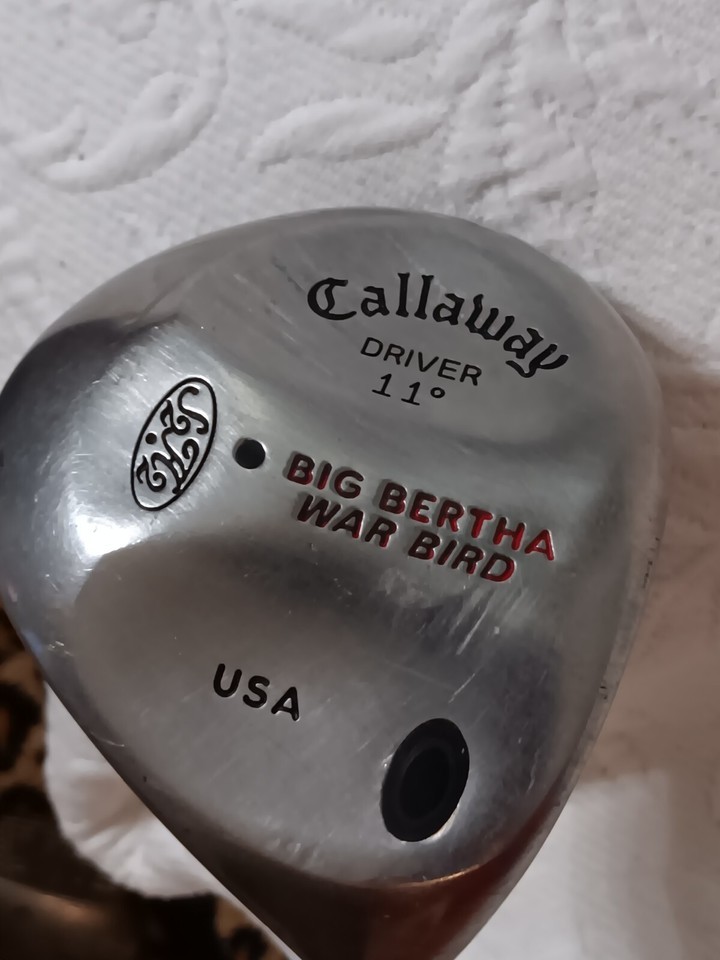 Callaway
DRIVER
11°
BIG BERTHA
WAR BIRD
USA